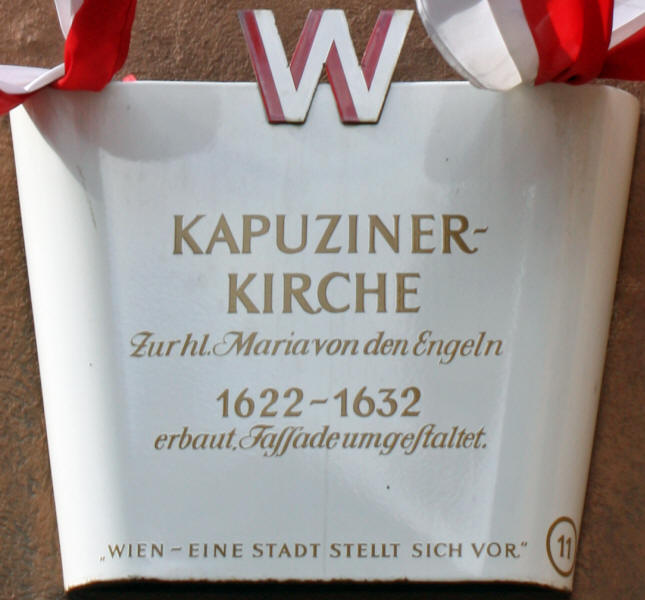 W
KAPUZINER-
KIRCHE
Zur hl. Maria von den Engeln
1622-1632
erbaut, Faſſade umgeſtaltet.
„WIEN - EINE STADT STELLT SICH VOR."
11